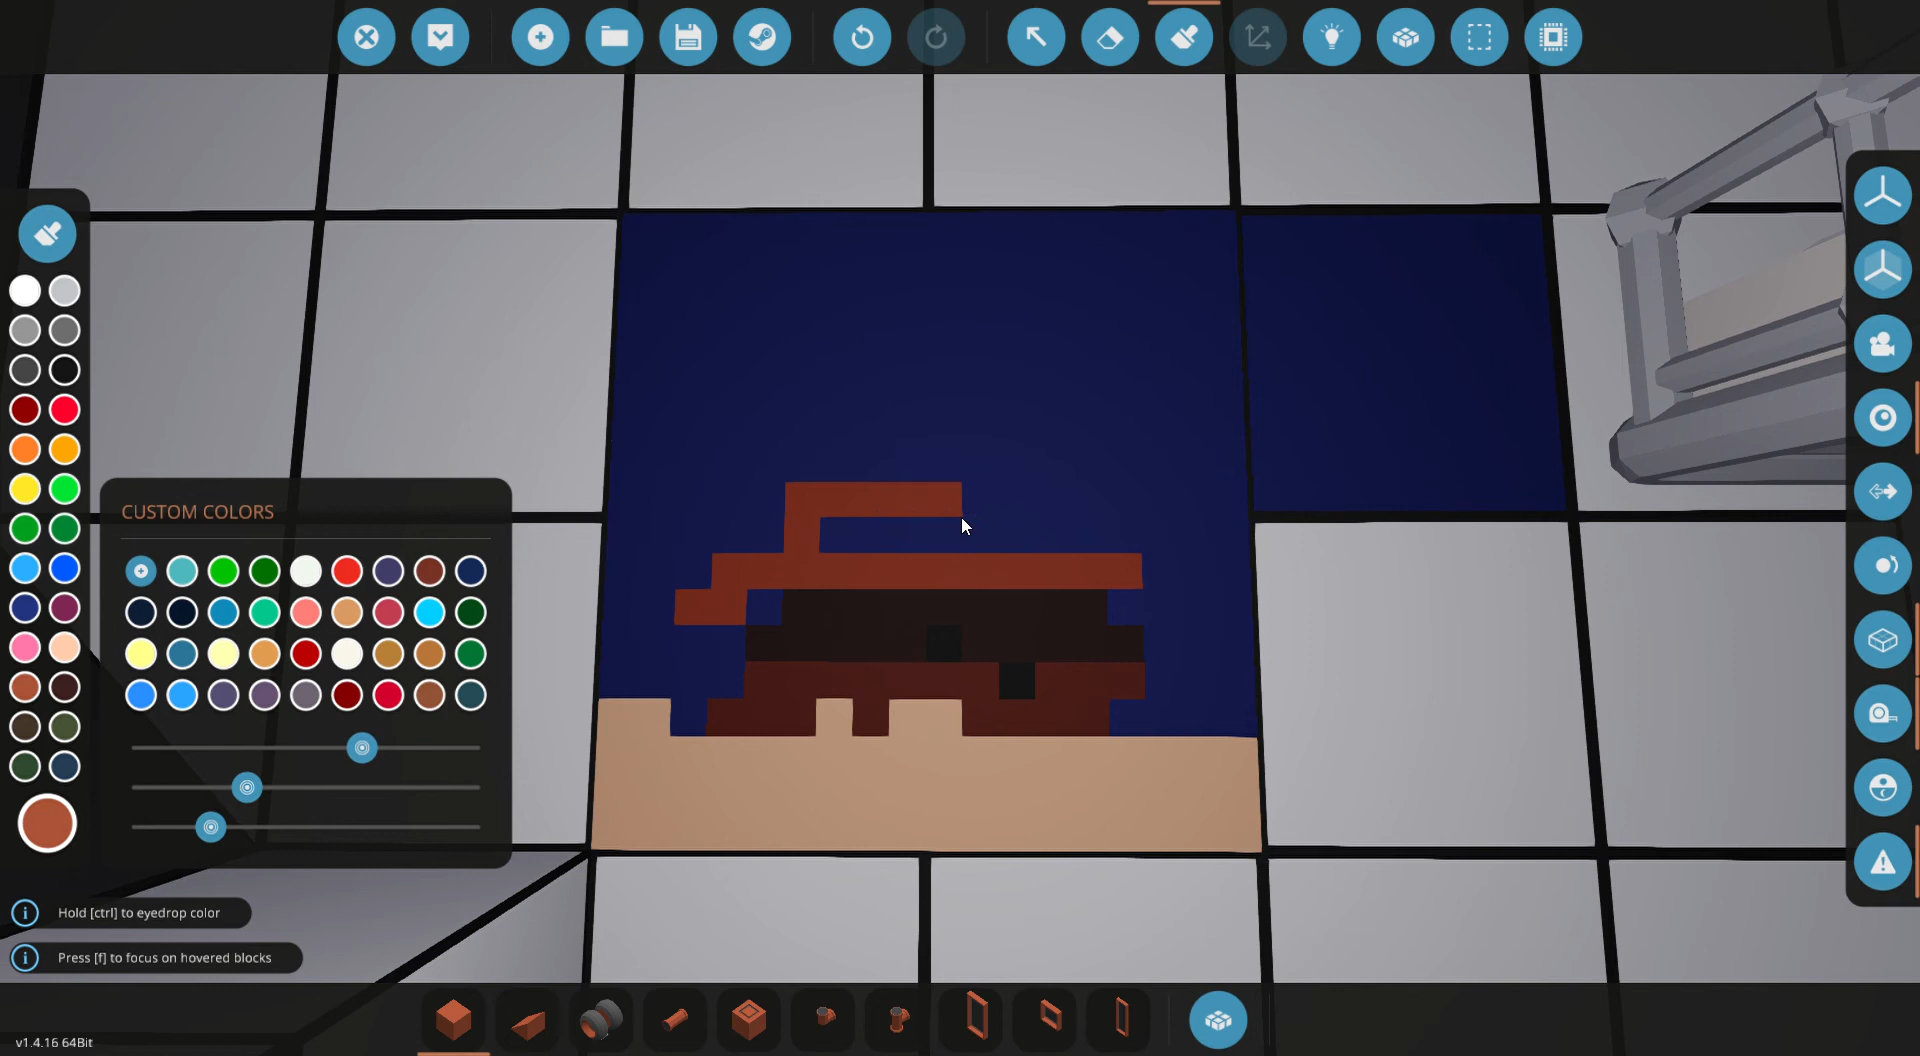 CUSTOM COLORS
Hold [ctrl] to eyedrop color
Press [f] to focus on hovered blocks
v1.4.16 64Bit